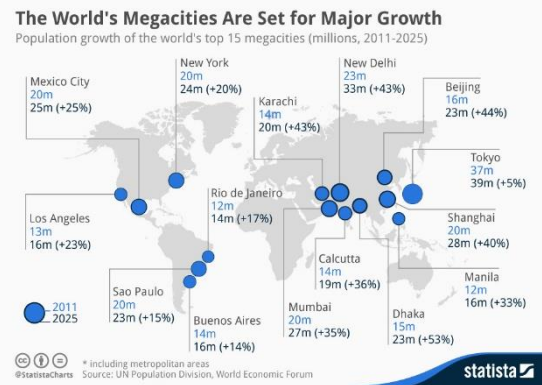 The World's Megacities Are Set for Major Growth
Population growth of the world's top 15 megacities (millions, 2011-2025)
Mexico City
20m
25m (+25%)
New York
20m
24m (+20%)
Karachi
14m
20m (+43%)
New Delhi
23m
33m (+43%)
Beijing
16m
23m (+44%)
Tokyo
37m
39m (+5%)
Los Angeles
13m
16m (+23%)
Rio de Janeiro
12m
14m (+17%)
Shanghai
20m
28m (+40%)
Sao Paulo
20m
23m (+15%)
Buenos Aires
14m
16m (+14%)
Mumbai
20m
27m (+35%)
Calcutta
14m
19m (+36%)
Dhaka
15m
23m (+53%)
Manila
12m
16m (+33%)
2011
2025
cc
@StatistaCharts
* including metropolitan areas
Source: UN Population Division, World Economic Forum
statista